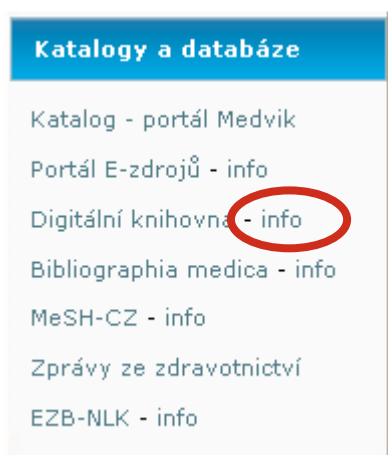 Katalogy a databáze
Katalog - portál Medvik
Portál E-zdrojů - info
Digitální knihovna - info
Bibliographia medica - info
MeSH-CZ - info
Zprávy ze zdravotnictví
EZB-NLK - info